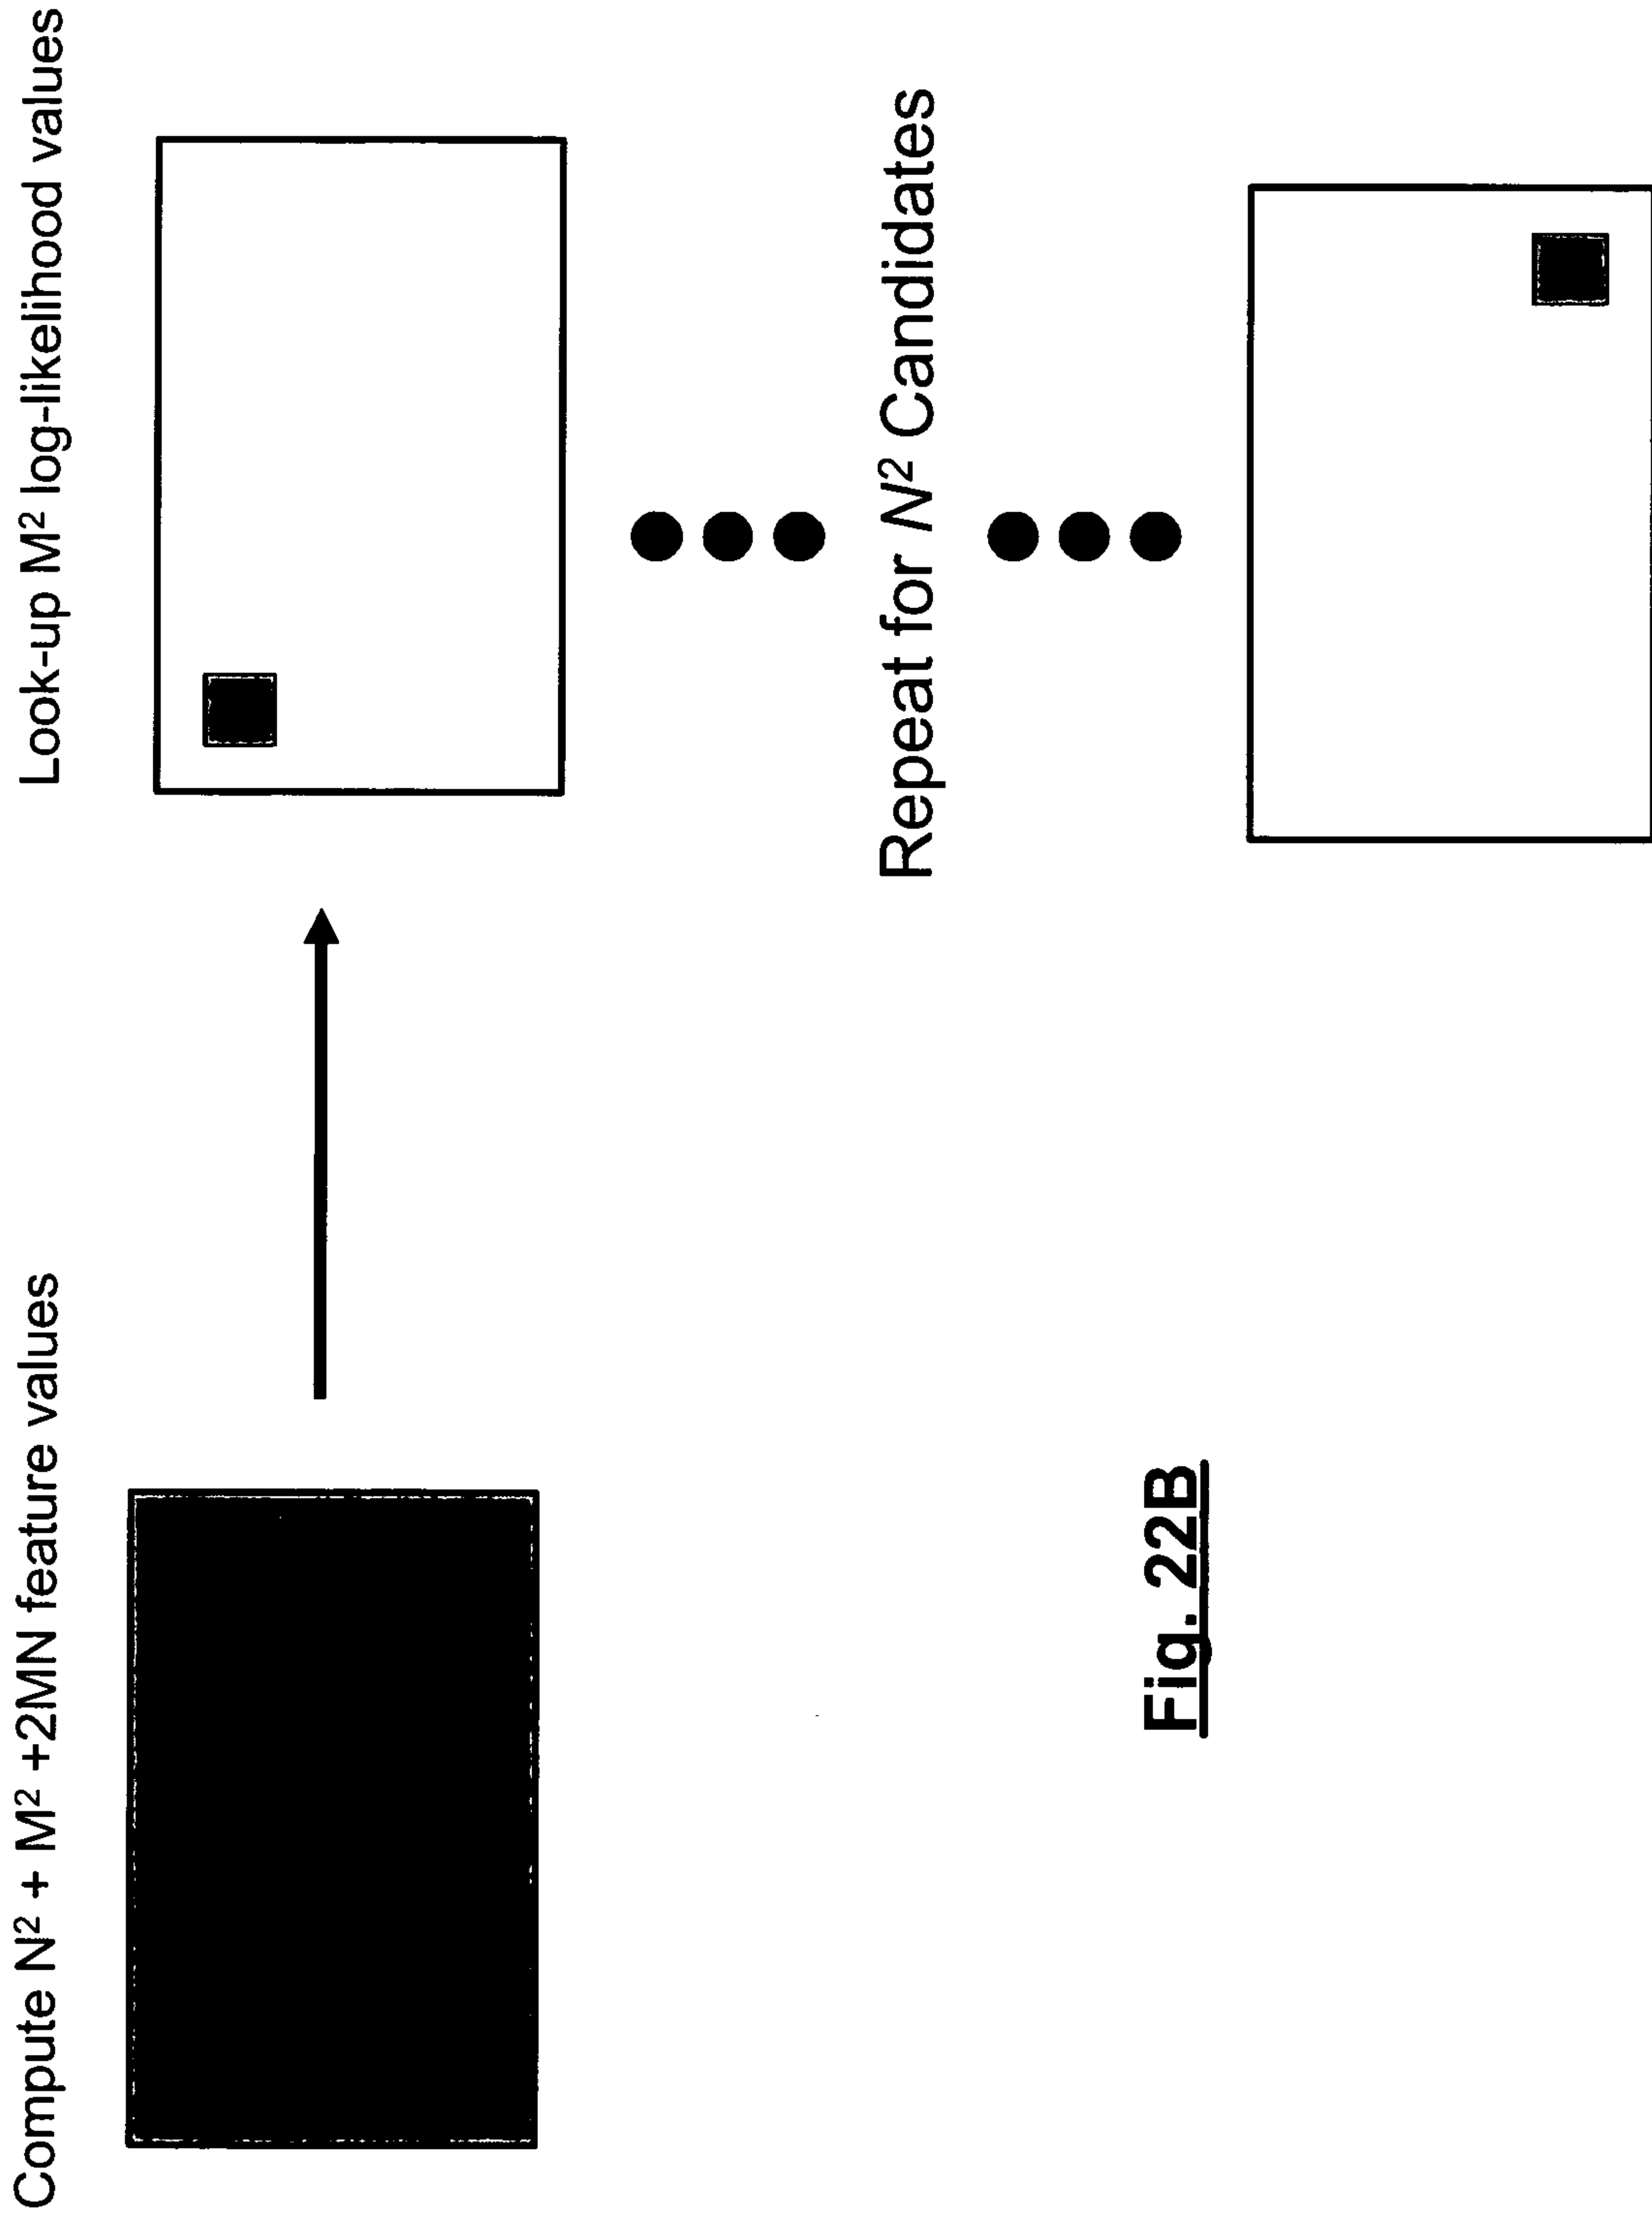 Compute N² + M² +2MN feature values
Look-up M² log-likelihood values
Repeat for N² Candidates
Fig. 22B